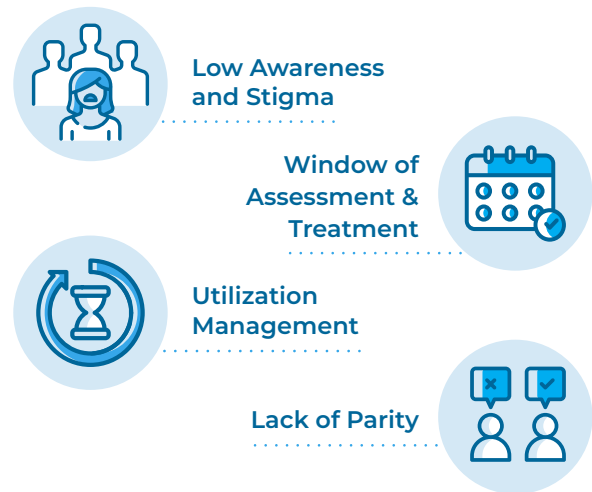 Low Awareness
and Stigma
Window of
Assessment &
Treatment
Utilization
Management
Lack of Parity